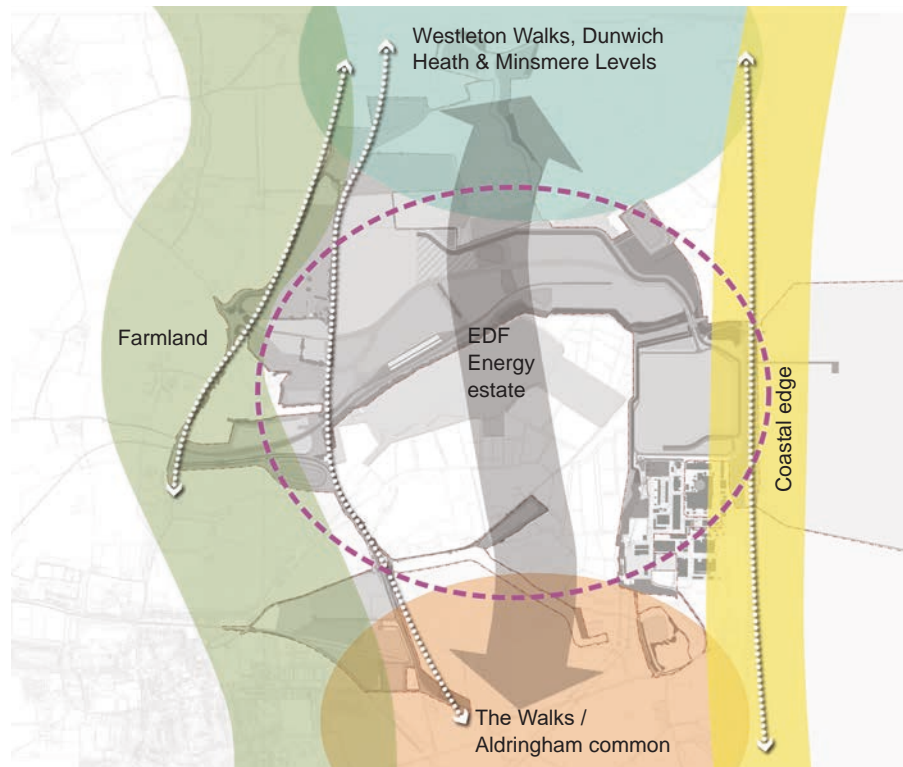 Westleton Walks, Dunwich
Heath & Minsmere Levels
Farmland
EDF
Energy
estate
Coastal edge
The Walks /
Aldringham common